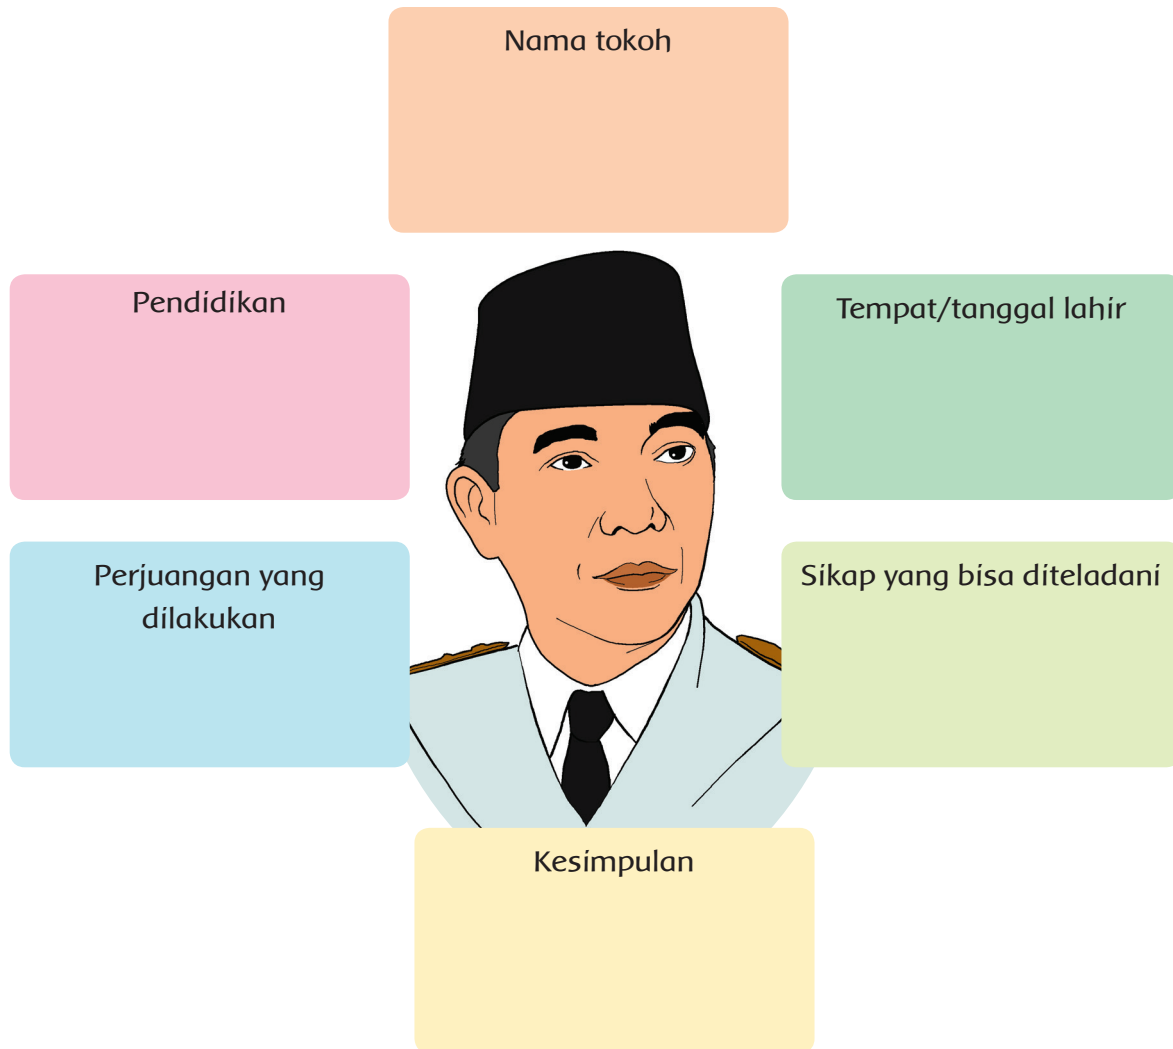 Nama tokoh
Pendidikan
Tempat/tanggal lahir
Perjuangan yang
dilakukan
Sikap yang bisa diteladani
Kesimpulan